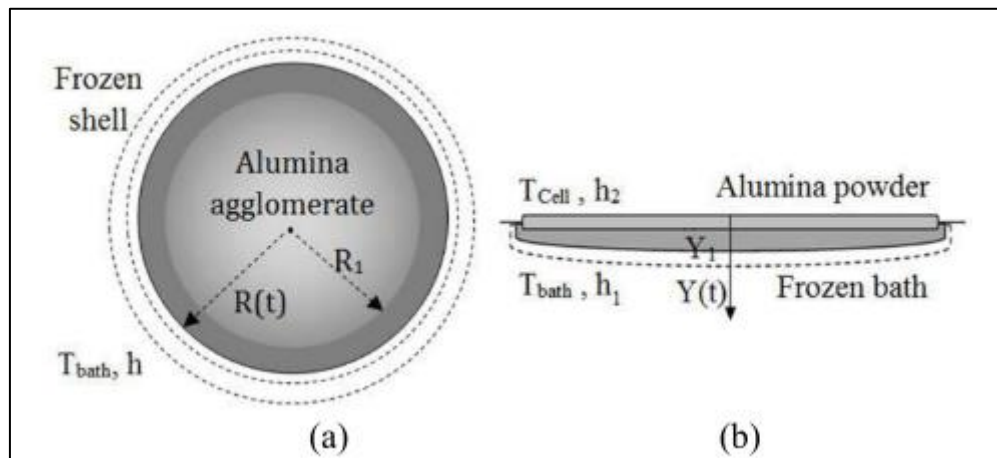 Frozen
shell
Alumina
agglomerate
R₁
R(t)
T_bath, h
(a)
T_Cell , h₂
Alumina powder
Y₁
T_bath , h₁
Y(t)
Frozen bath
(b)